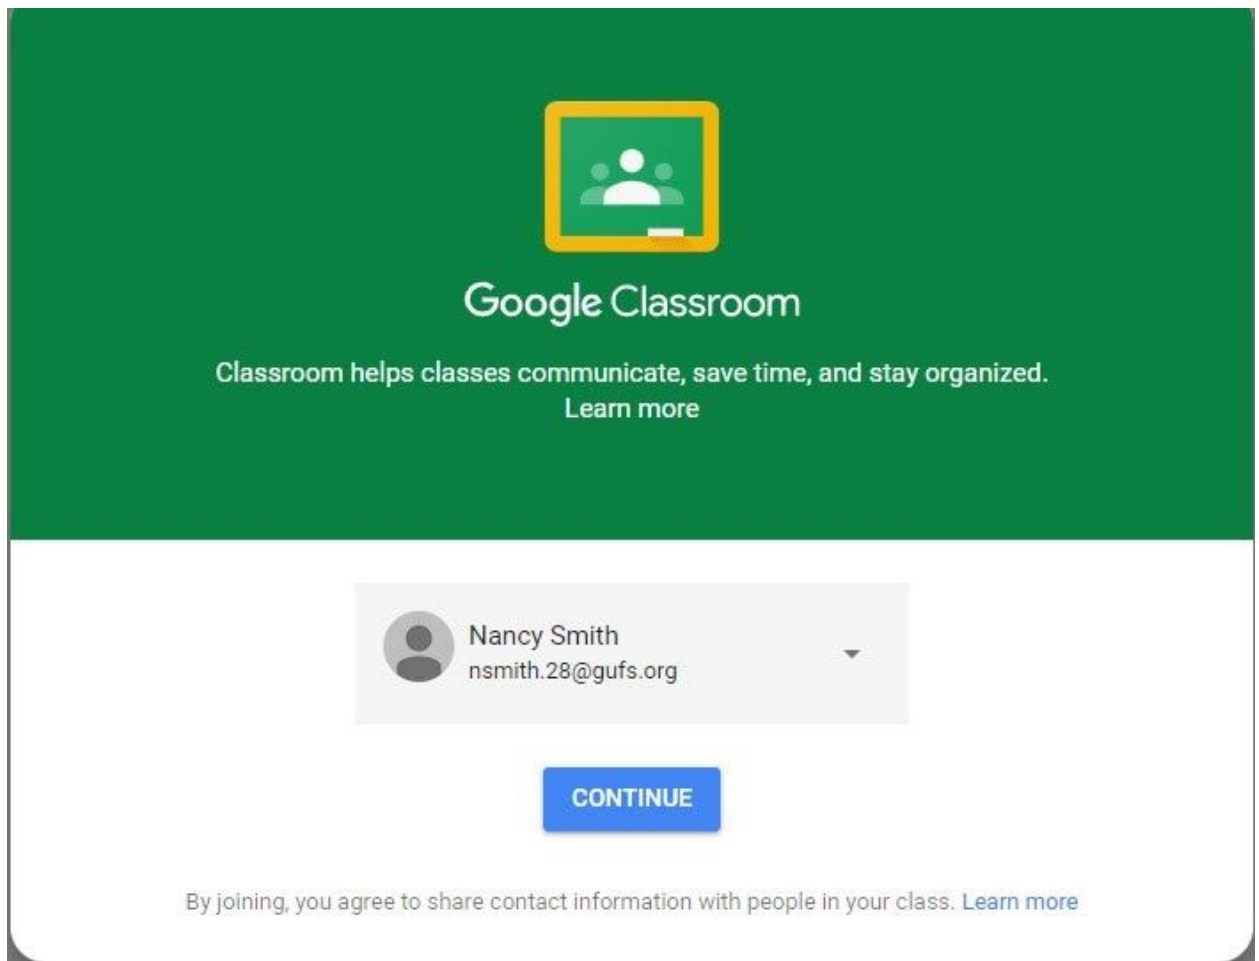 Google Classroom
Classroom helps classes communicate, save time, and stay organized.
Learn more
Nancy Smith
nsmith.28@gufs.org
CONTINUE
By joining, you agree to share contact information with people in your class. Learn more